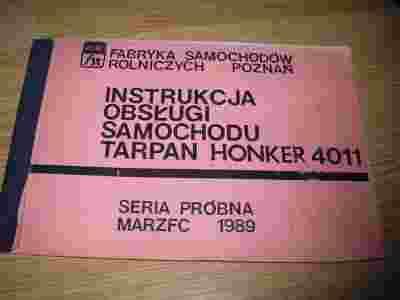 FABRYKA SAMOCHODÓW
ROLNICZYCH POZNAŃ
INSTRUKCJA
OBSŁUGI
SAMOCHODU
TARPAN HONKER 4011
SERIA PRÓBNA
MARZFC 1989